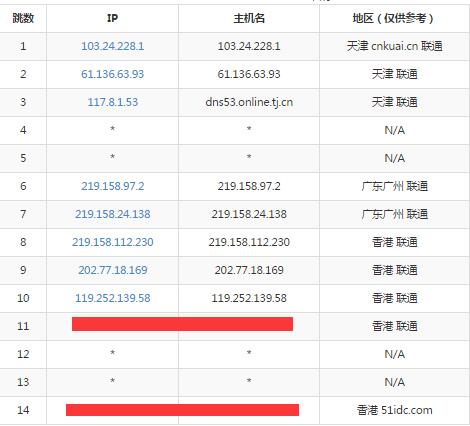 跳数 IP 主机名 地区（仅供参考）
1 103.24.228.1 103.24.228.1 天津 cnkuai.cn 联通
2 61.136.63.93 61.136.63.93 天津 联通
3 117.8.1.53 dns53.online.tj.cn 天津 联通
4 * * N/A
5 * * N/A
6 219.158.97.2 219.158.97.2 广东广州 联通
7 219.158.24.138 219.158.24.138 广东广州 联通
8 219.158.112.230 219.158.112.230 香港 联通
9 202.77.18.169 202.77.18.169 香港 联通
10 119.252.139.58 119.252.139.58 香港 联通
11 香港 联通
12 * * N/A
13 * * N/A
14 香港 51idc.com